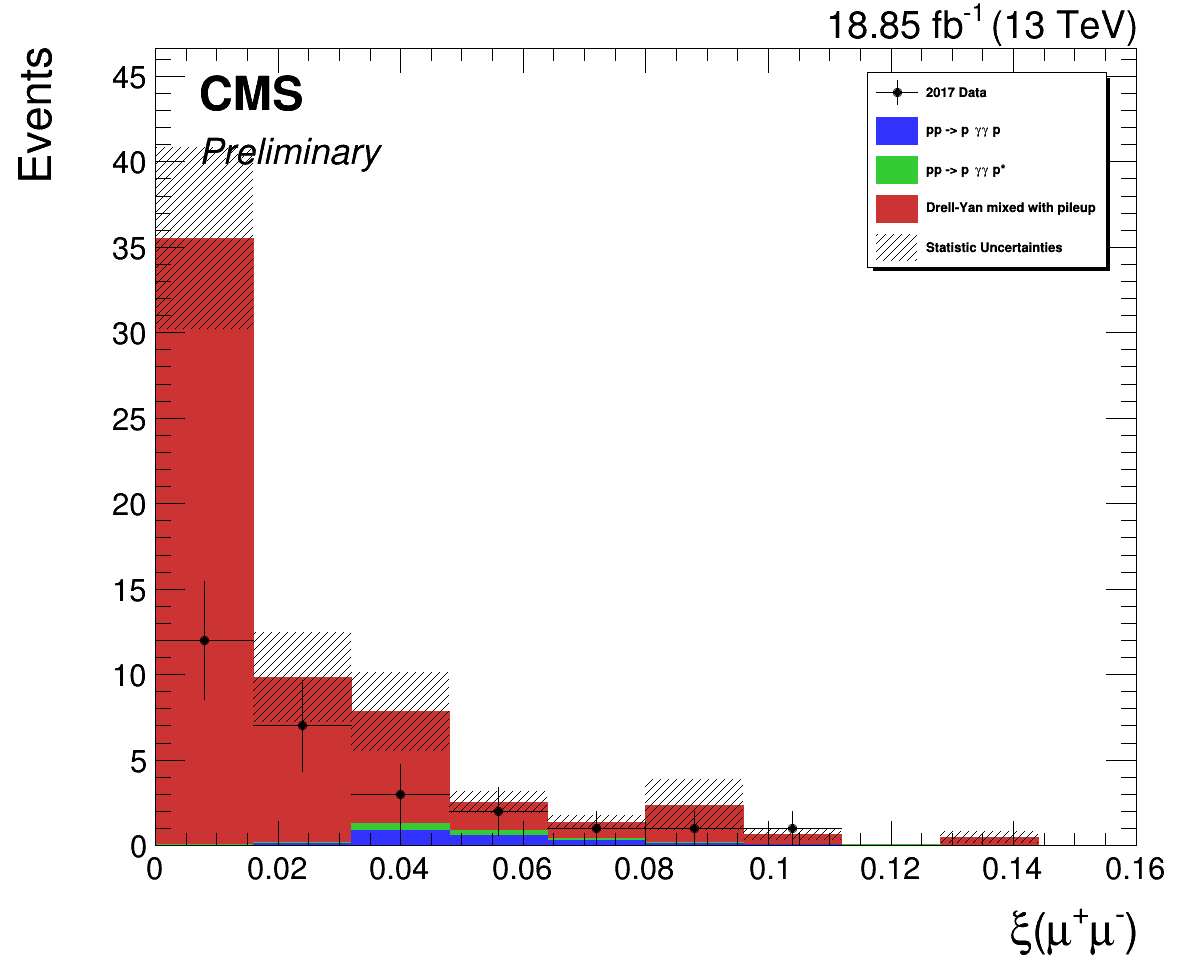 18.85 fb⁻¹ (13 TeV)
Events
CMS
Preliminary
2017 Data
pp -> p γγ p
pp -> p γγ p*
Drell-Yan mixed with pileup
Statistic Uncertainties
45
40
35
30
25
20
15
10
5
0
0 0.02 0.04 0.06 0.08 0.1 0.12 0.14 0.16
ξ(μ⁺μ⁻)